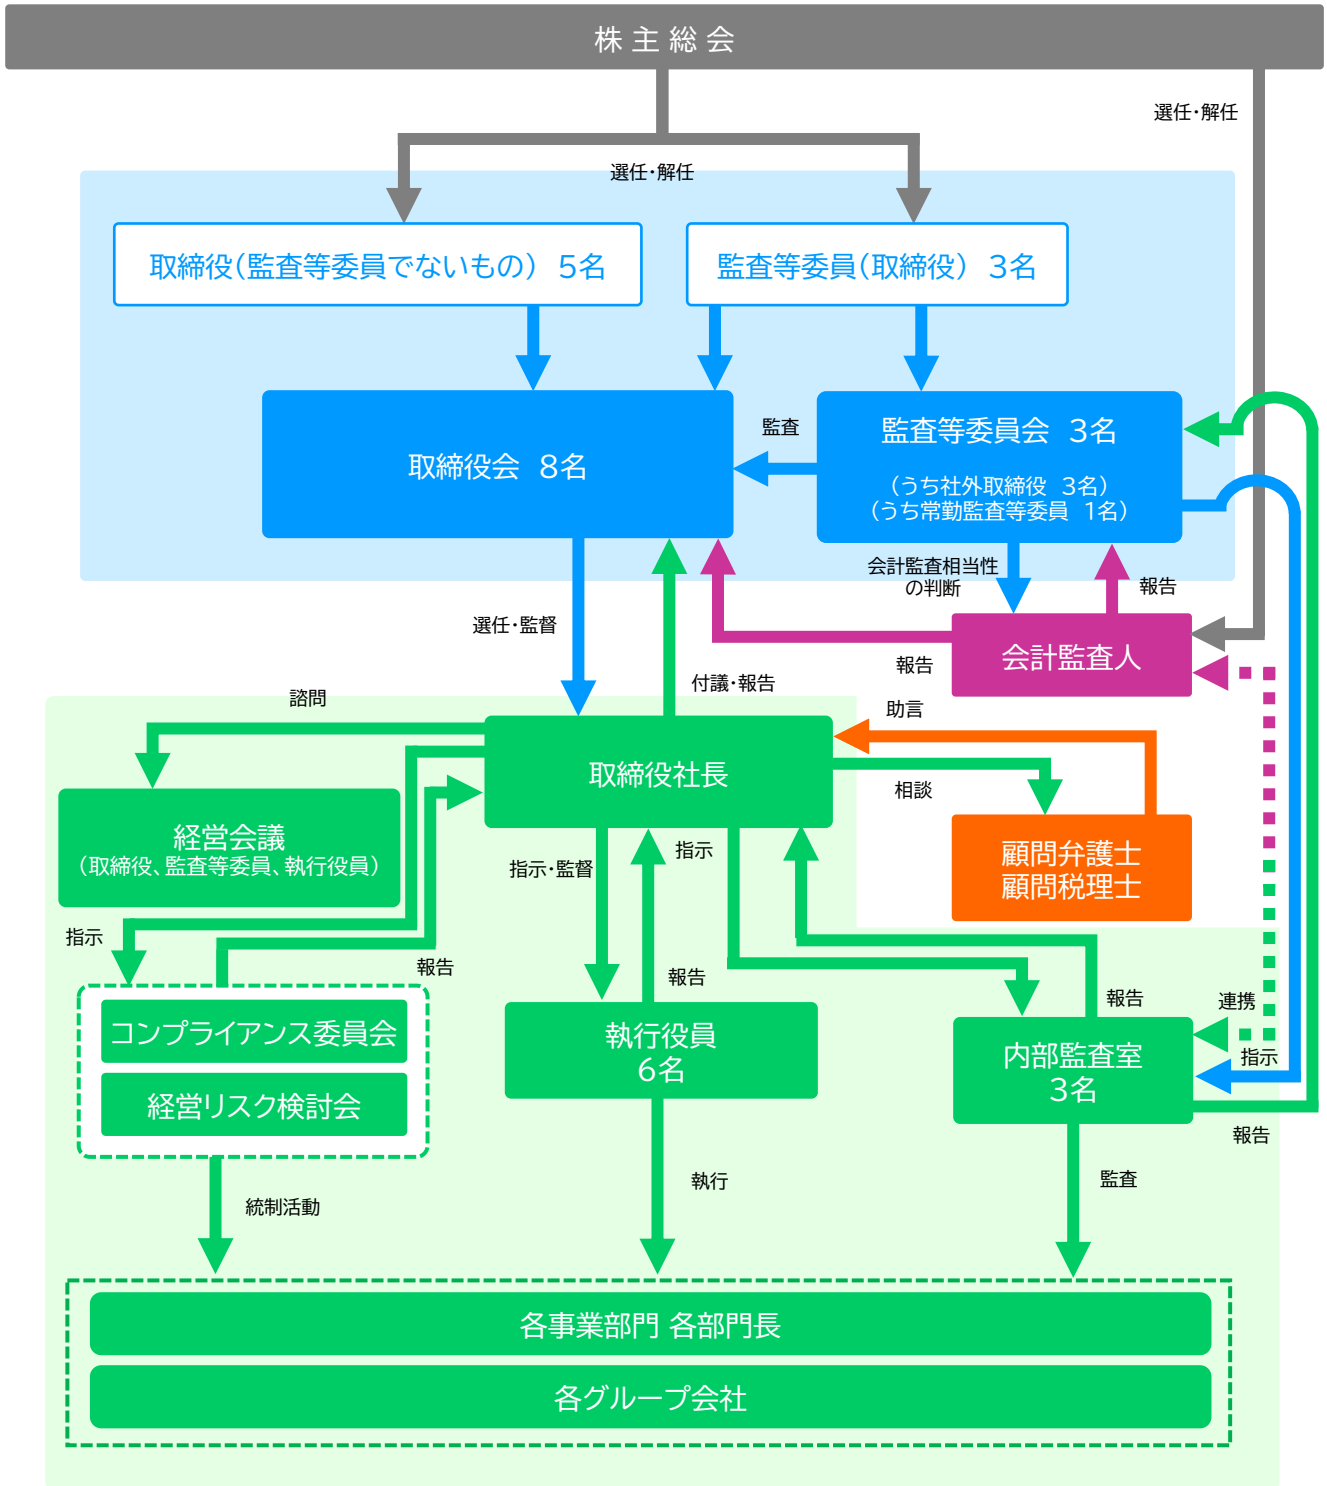 株 主 総 会
選任・解任
選任・解任
取締役(監査等委員でないもの) 5名
監査等委員(取締役) 3名
取締役会 8名
監査
監査等委員会 3名
(うち社外取締役 3名)
(うち常勤監査等委員 1名)
会計監査相当性
の判断
報告
選任・監督
会計監査人
報告
付議・報告
諮問
助言
取締役社長
相談
経営会議
(取締役、監査等委員、執行役員)
指示・監督
指示
顧問弁護士
顧問税理士
指示
報告
報告
報告
連携
コンプライアンス委員会
経営リスク検討会
執行役員
6名
内部監査室
3名
指示
報告
統制活動
執行
監査
各事業部門 各部門長
各グループ会社